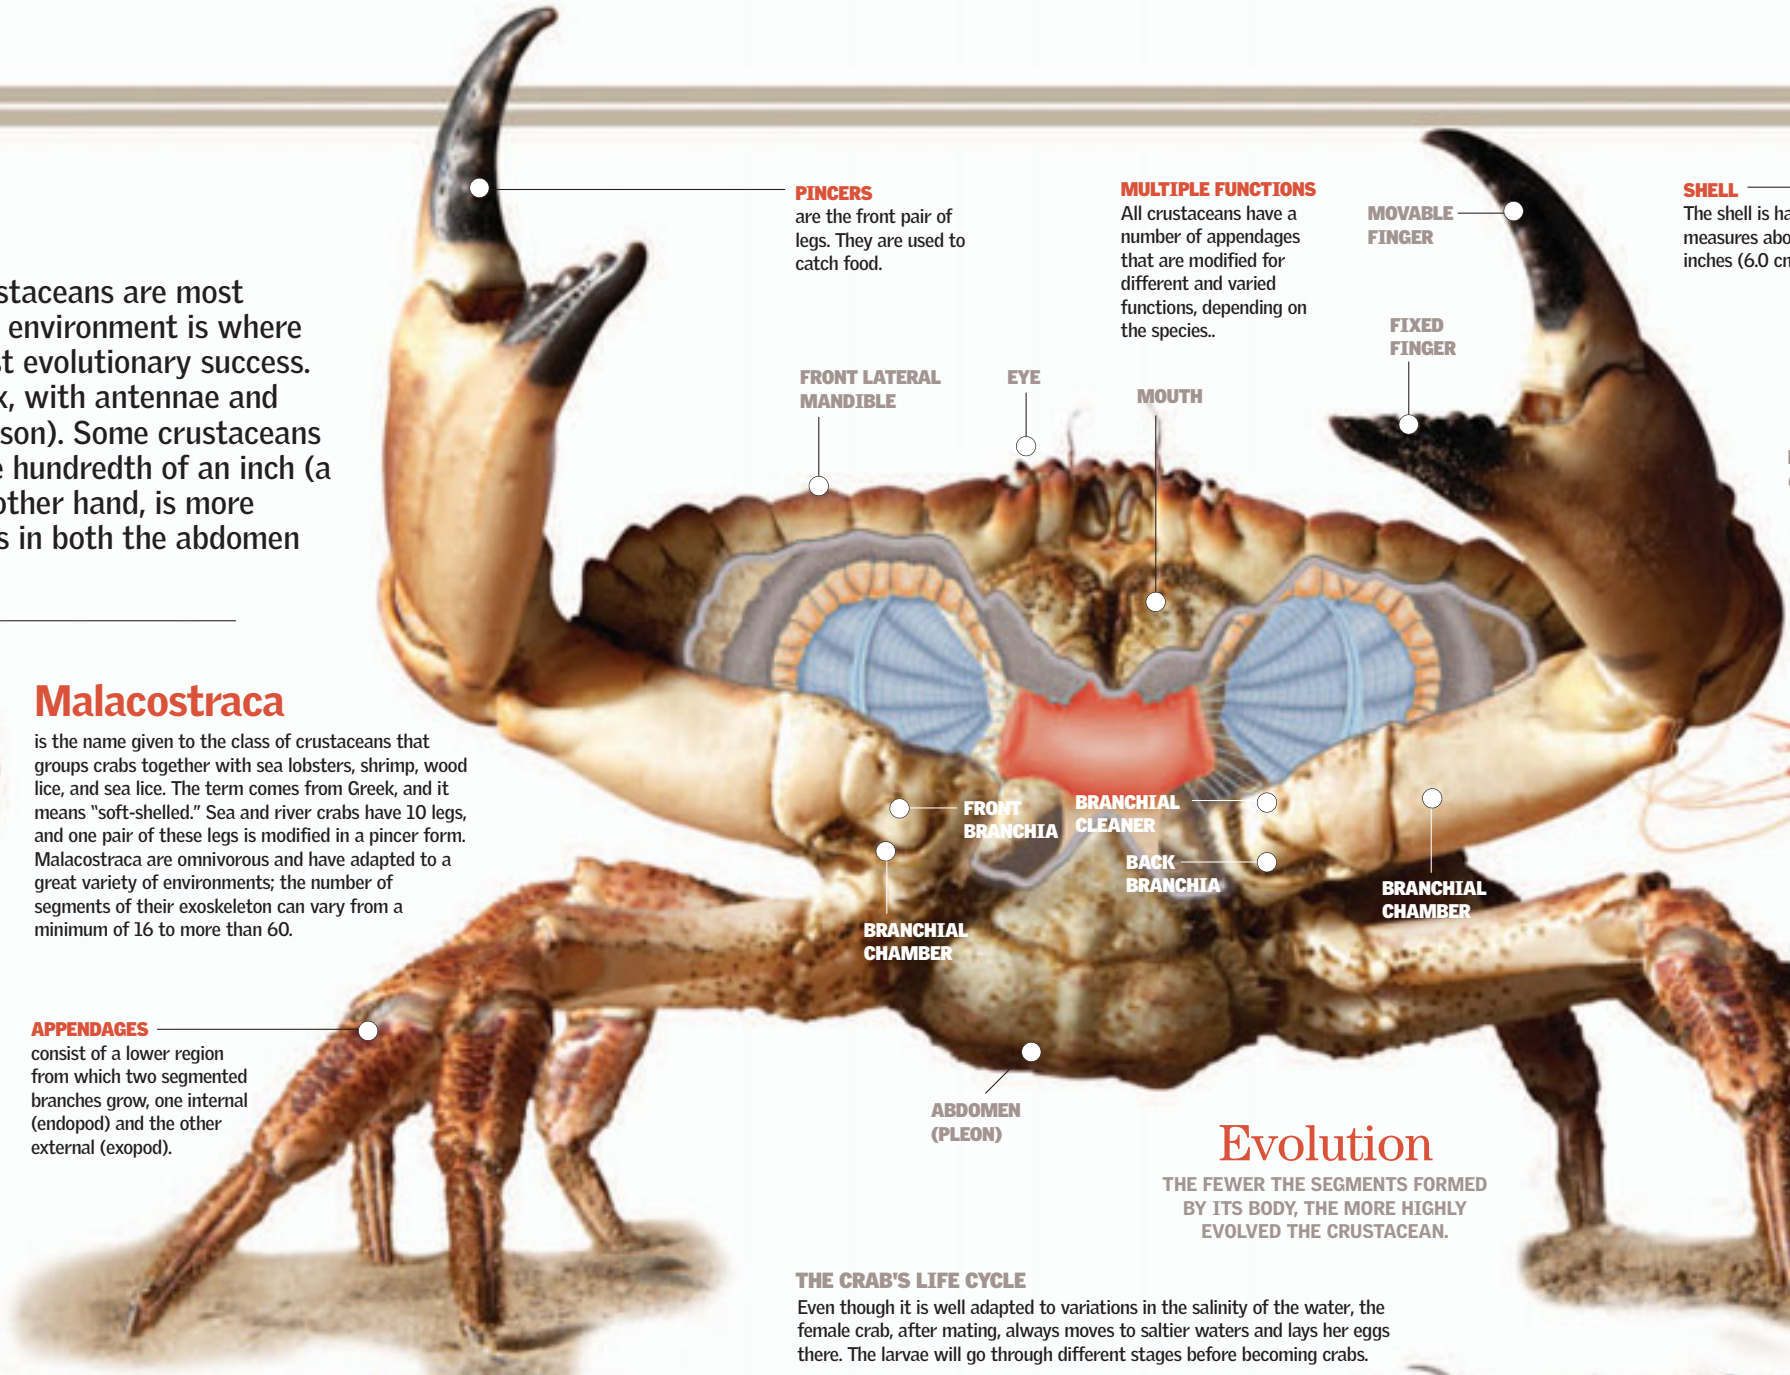 PINCERS
are the front pair of
legs. They are used to
catch food.
MULTIPLE FUNCTIONS
All crustaceans have a
number of appendages
that are modified for
different and varied
functions, depending on
the species..
MOVABLE
FINGER
SHELL
The shell is
measures
inches (6.0
FIXED
FINGER
are most
environment is where
evolutionary success.
with antennae and
Some crustaceans
hundredth of an inch (a
other hand, is more
in both the abdomen
FRONT LATERAL
MANDIBLE
EYE
MOUTH
Malacostraca
is the name given to the class of crustaceans that
groups crabs together with sea lobsters, shrimp, wood
lice, and sea lice. The term comes from Greek, and it
means “soft-shelled.” Sea and river crabs have 10 legs,
and one pair of these legs is modified in a pincer form.
Malacostraca are omnivorous and have adapted to a
great variety of environments; the number of
segments of their exoskeleton can vary from a
minimum of 16 to more than 60.
FRONT
BRANCHIA
BRANCHIAL
CLEANER
BACK
BRANCHIA
BRANCHIAL
CHAMBER
BRANCHIAL
CHAMBER
APPENDAGES
consist of a lower region
from which two segmented
branches grow, one internal
(endopod) and the other
external (exopod).
ABDOMEN
(PLEON)
Evolution
THE FEWER THE SEGMENTS FORMED
BY ITS BODY, THE MORE HIGHLY
EVOLVED THE CRUSTACEAN.
THE CRAB'S LIFE CYCLE
Even though it is well adapted to variations in the salinity of the water, the
female crab, after mating, always moves to saltier waters and lays her eggs
there. The larvae will go through different stages before becoming crabs.